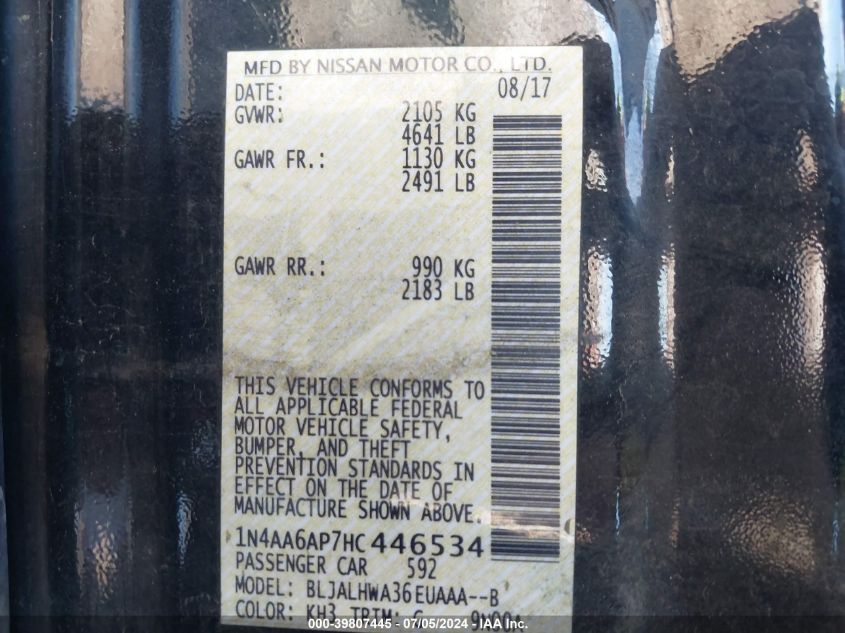 MFD BY NISSAN MOTOR CO., LTD.
DATE: 08/17
GVWR: 2105 KG
4641 LB
GAWR FR.: 1130 KG
2491 LB
GAWR RR.: 990 KG
2183 LB
THIS VEHICLE CONFORMS TO
ALL APPLICABLE FEDERAL
MOTOR VEHICLE SAFETY,
BUMPER, AND THEFT
PREVENTION STANDARDS IN
EFFECT ON THE DATE OF
MANUFACTURE SHOWN ABOVE.
1N4AA6AP7HC446534
PASSENGER CAR 592
MODEL: BLJALHWA36EUAAA--B
COLOR: KH3 TRIM: G
000-39807445 - 07/05/2024 - IAA Inc.